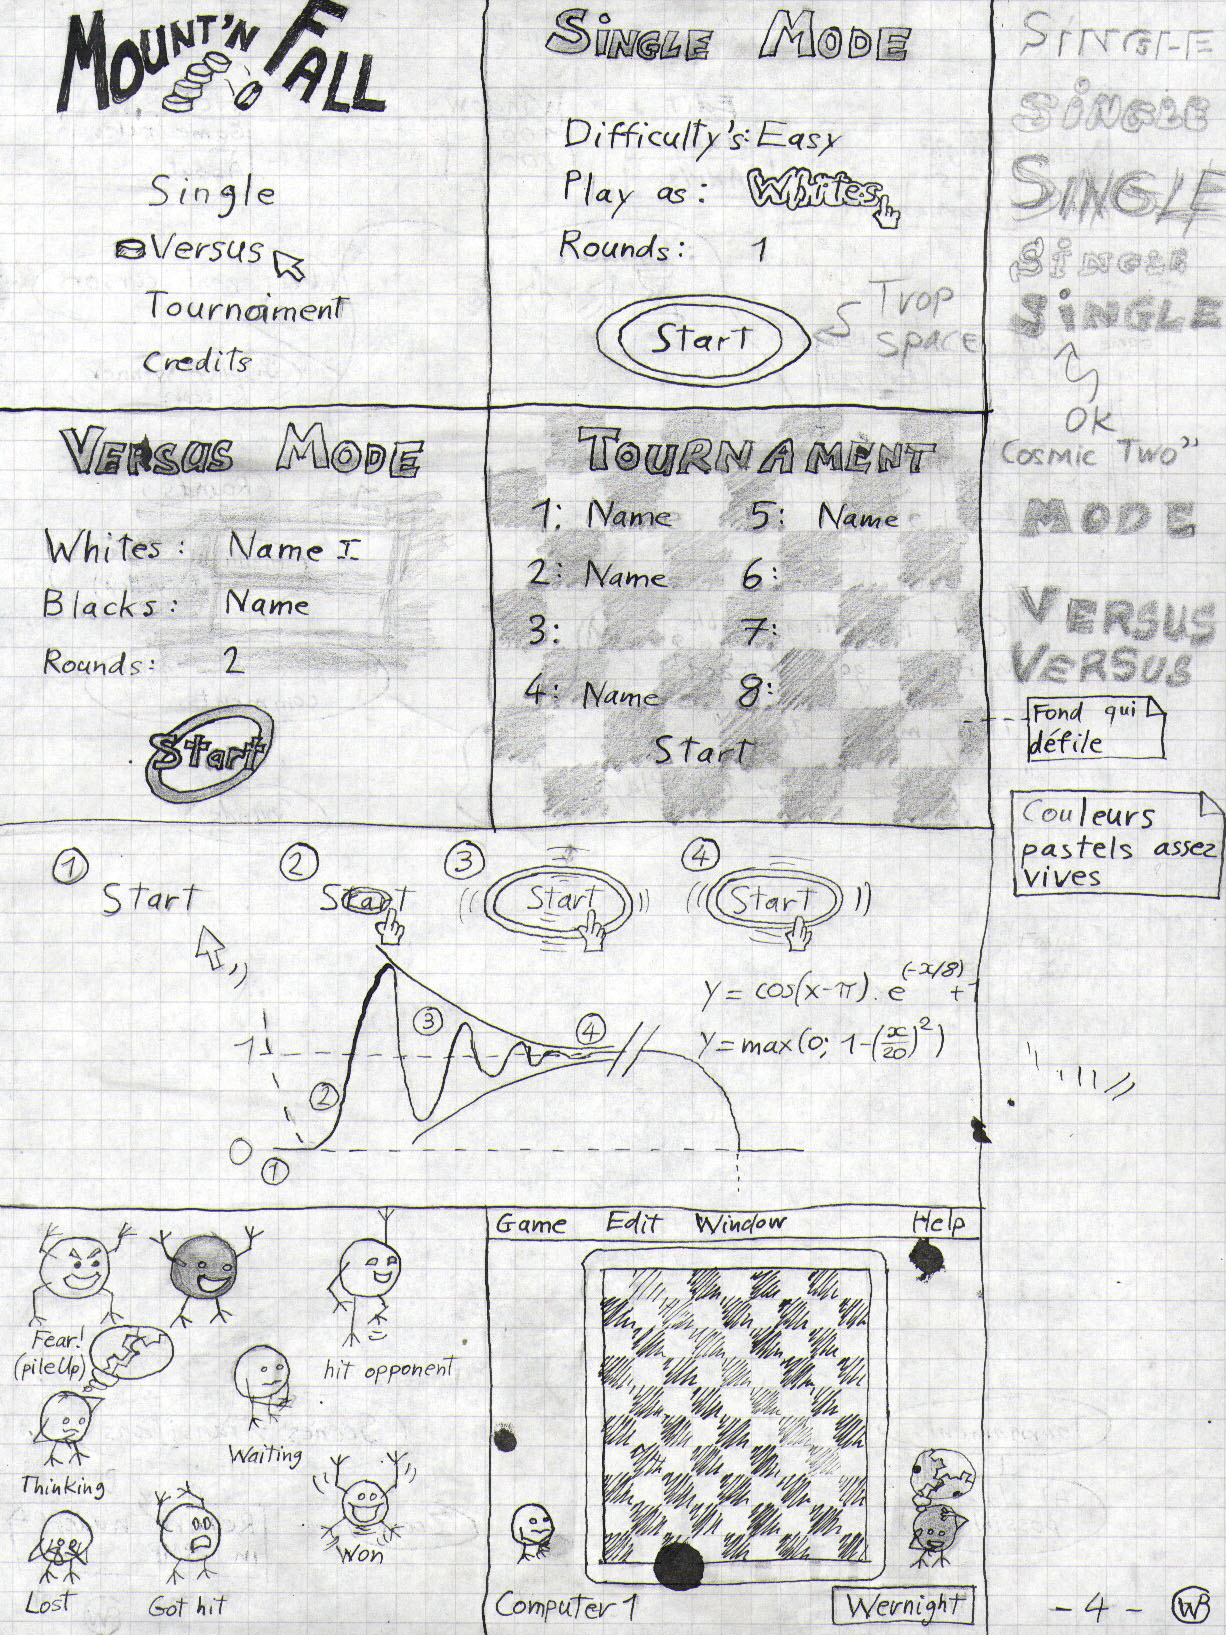 MOUNT'N FALL
Single
Versus
Tournaiment
Credits
SINGLE MODE
Difficulty's: Easy
Play as: Whites
Rounds: 1
Start
Trop
space
SINGLE
SINGLE
SINGLE
SINGLE
SINGLE
OK
"Cosmic Two"
MODE
VERSUS
VERSUS
VERSUS MODE
Whites: Name
Blacks: Name
Rounds: 2
Start
TOURNAMENT
1: Name 5: Name
2: Name 6:
3: 7:
4: Name 8:
Start
Fond qui
défile
Couleurs
pastels assez
vives
1 2 3 4
Start Start Start Start
y = cos(x-π).e^(-x/8) +1
y = max(0; 1-(x/20)^2)
3 4
1
2
0
1
Fear!
(pileUp)
hit opponent
Waiting
Thinking
Won
Lost
Got hit
Game Edit Window Help
Computer 1
Wernight
- 4 - WB